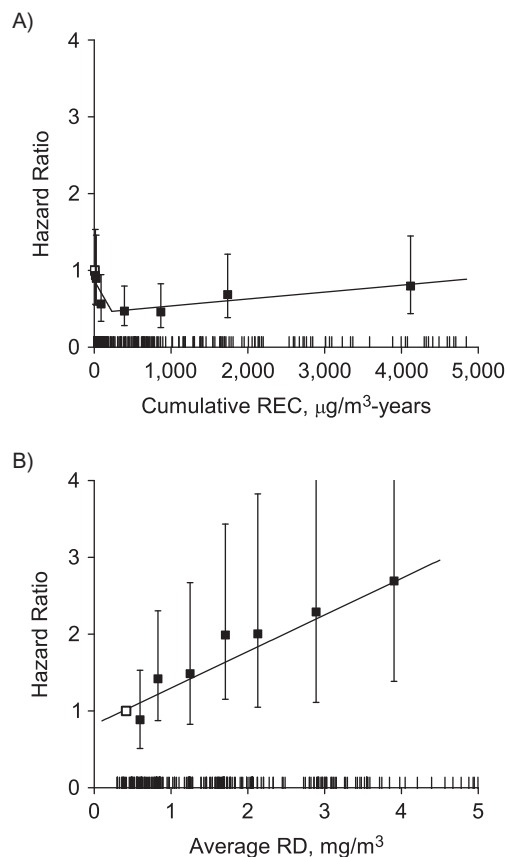 A)
4
3
2
1
0
Hazard Ratio
0 1,000 2,000 3,000 4,000 5,000
Cumulative REC, μg/m³-years
B)
4
3
2
1
0
Hazard Ratio
0 1 2 3 4 5
Average RD, mg/m³